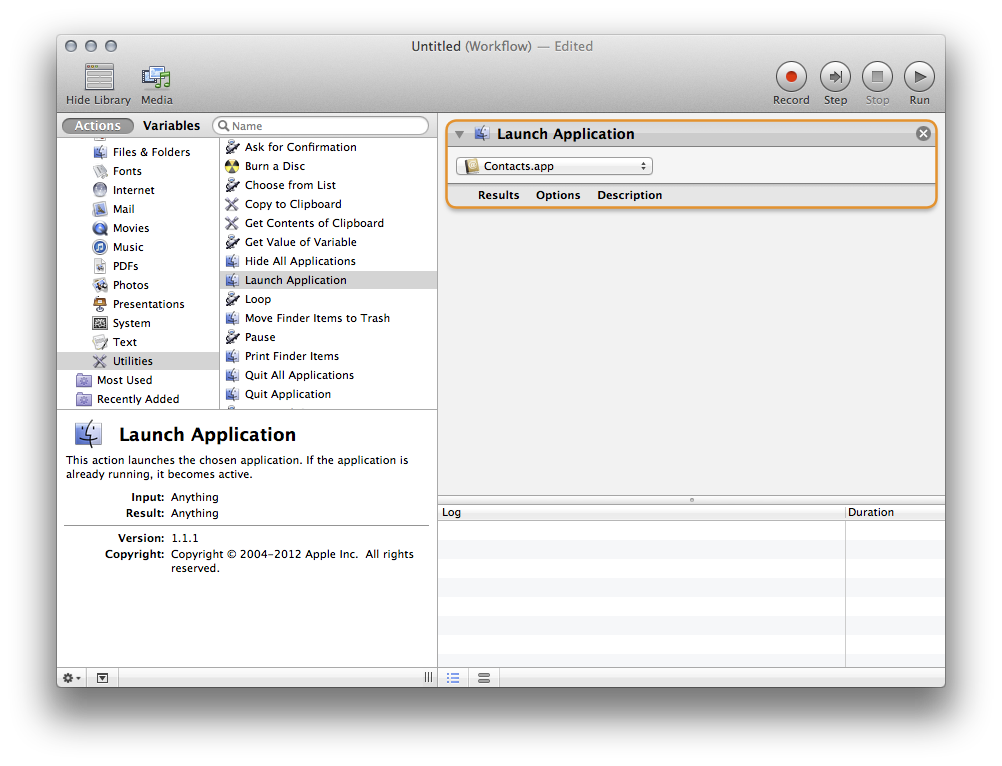 Untitled (Workflow) — Edited
Hide Library
Media
Record
Step
Stop
Run
Actions
Variables
Name
Files & Folders
Fonts
Internet
Mail
Movies
Music
PDFs
Photos
Presentations
System
Text
Utilities
Most Used
Recently Added
Ask for Confirmation
Burn a Disc
Choose from List
Copy to Clipboard
Get Contents of Clipboard
Get Value of Variable
Hide All Applications
Launch Application
Loop
Move Finder Items to Trash
Pause
Print Finder Items
Quit All Applications
Quit Application
Launch Application
This action launches the chosen application. If the application is
already running, it becomes active.
Input: Anything
Result: Anything
Version: 1.1.1
Copyright: Copyright © 2004-2012 Apple Inc. All rights
reserved.
Launch Application
Contacts.app
Results Options Description
Log
Duration